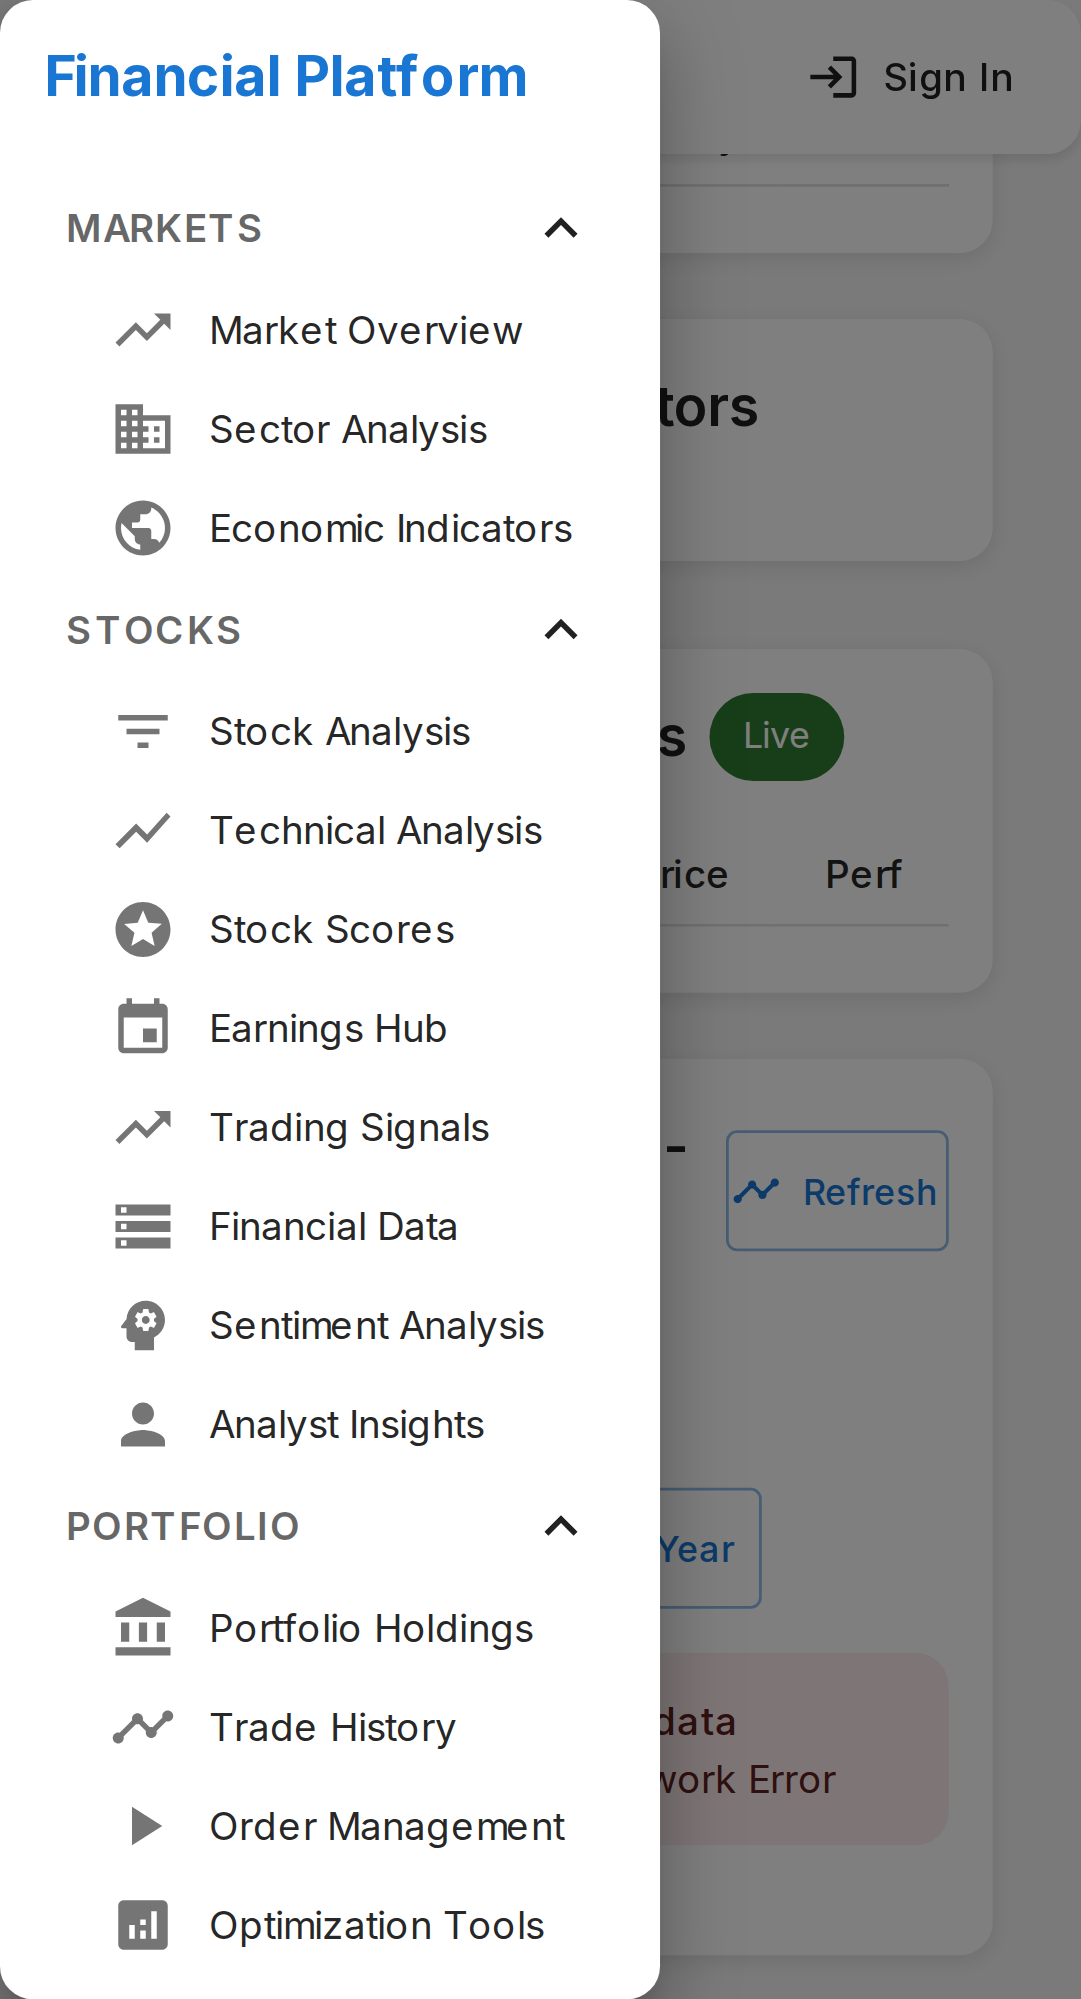 Financial Platform
Sign In
MARKETS
Market Overview
Sector Analysis
Economic Indicators
STOCKS
Stock Analysis
Technical Analysis
Stock Scores
Earnings Hub
Trading Signals
Financial Data
Sentiment Analysis
Analyst Insights
PORTFOLIO
Portfolio Holdings
Trade History
Order Management
Optimization Tools
tors
s
Live
rice
Perf
-
Refresh
Year
data
work Error